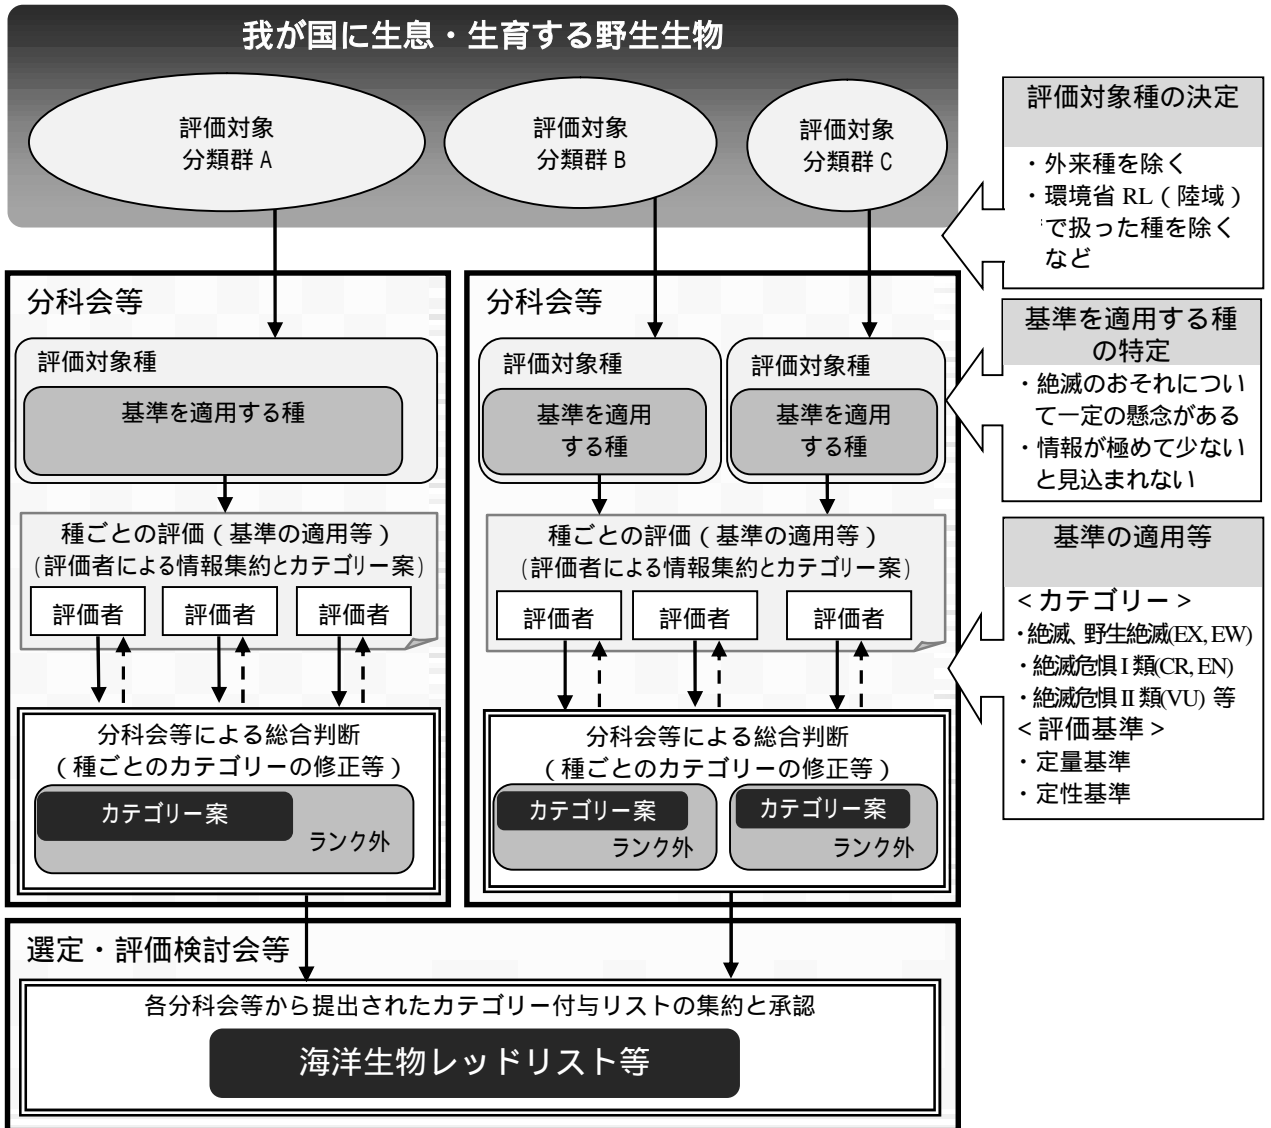 我が国に生息・生育する野生生物
評価対象
分類群 A
評価対象
分類群 B
評価対象
分類群 C
評価対象種の決定
・外来種を除く
・環境省 RL（陸域）
で扱った種を除く
など
分科会等
評価対象種
基準を適用する種
種ごとの評価（基準の適用等）
(評価者による情報集約とカテゴリー案)
評価者
評価者
評価者
分科会等による総合判断
（種ごとのカテゴリーの修正等）
カテゴリー案
ランク外
分科会等
評価対象種
基準を適用
する種
評価対象種
基準を適用
する種
種ごとの評価（基準の適用等）
(評価者による情報集約とカテゴリー案)
評価者
評価者
評価者
分科会等による総合判断
（種ごとのカテゴリーの修正等）
カテゴリー案
ランク外
カテゴリー案
ランク外
基準を適用する種
の特定
・絶滅のおそれについ
て一定の懸念がある
・情報が極めて少ない
と見込まれない
基準の適用等
＜カテゴリー＞
・絶滅、野生絶滅(EX, EW)
・絶滅危惧 I 類(CR, EN)
・絶滅危惧 II 類(VU) 等
＜評価基準＞
・定量基準
・定性基準
選定・評価検討会等
各分科会等から提出されたカテゴリー付与リストの集約と承認
海洋生物レッドリスト等